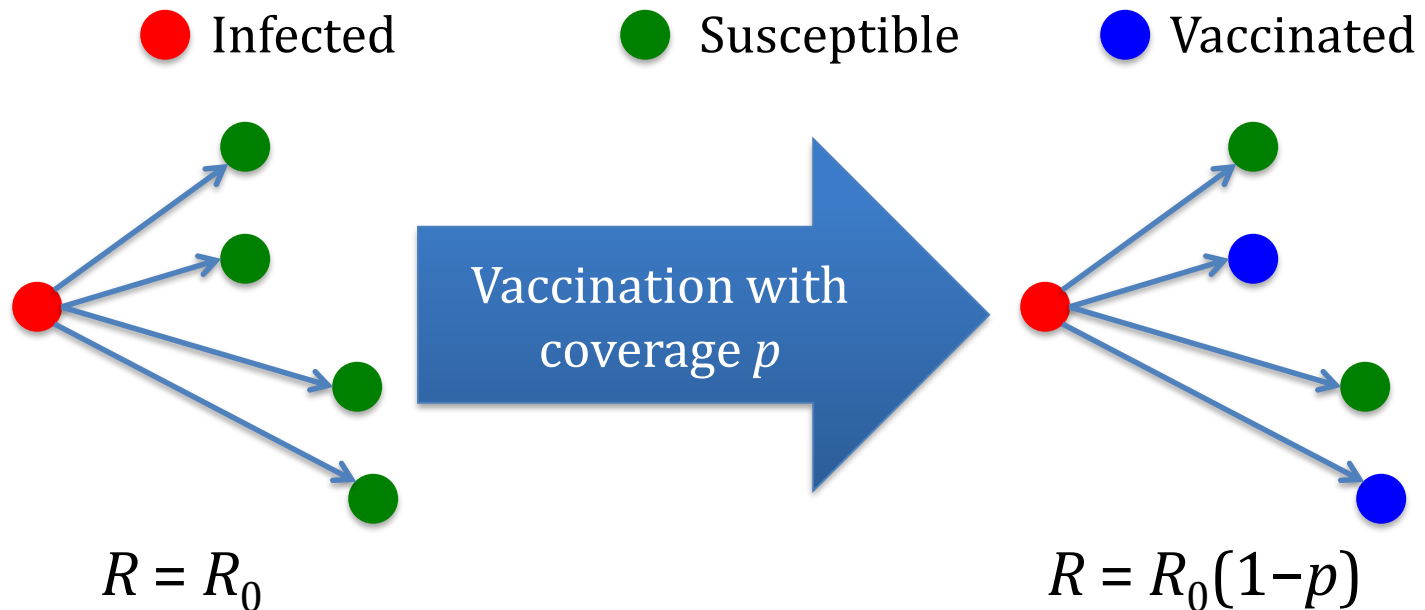 Infected
Susceptible
Vaccinated
Vaccination with
coverage p
R = R₀
R = R₀(1−p)